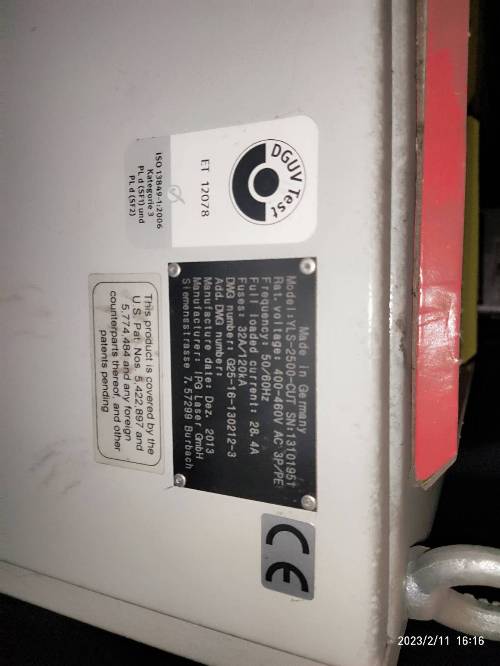 DGUV Test
ET 12078
ISO 13849-1:2006
Kategorie 3
PL d (SF1) und
PL d (SF2)
Made in Germany
Model: YLS-2500-CUT SN:13101951
Rat. voltage: 400-460V AC, 3P/PE
Frequency: 50/60Hz
Full load current: 28.4A
Fuses: 32A/120kA
DWG number: G25-16-130212-3
Add. DWG number:
Manufacture date: Dez. 2013
Manufacturer: IPG Laser GmbH
Siemensstrasse 7, 57299 Burbach
This product is covered by the
U.S. Pat. Nos. 5,422,897 and
5,774,484 and any foreign
counterparts thereof, and other
patents pending
CE
2023/2/11 16:16